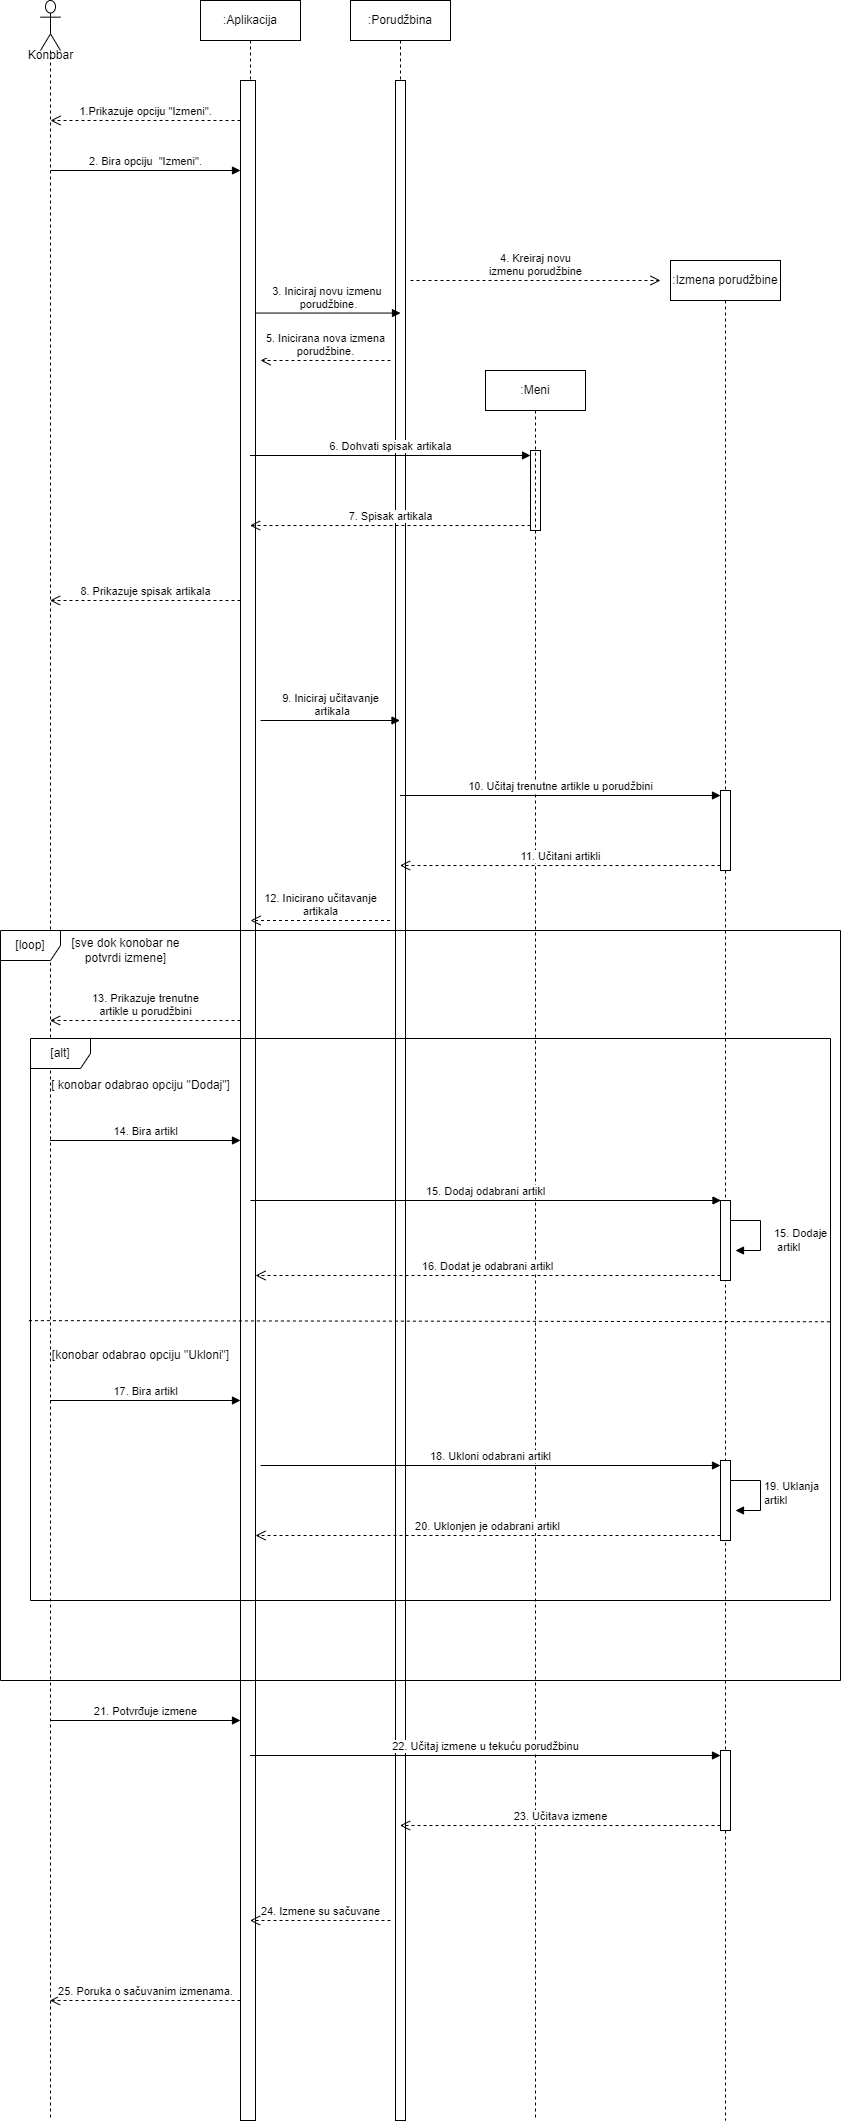 :Aplikacija
:Porudžbina
Konobar
1.Prikazuje opciju "Izmeni".
2. Bira opciju  "Izmeni".
4. Kreiraj novu
izmenu porudžbine
:Izmena porudžbine
3. Iniciraj novu izmenu
porudžbine.
5. Inicirana nova izmena
porudžbine.
:Meni
6. Dohvati spisak artikala
7. Spisak artikala
8. Prikazuje spisak artikala
9. Iniciraj učitavanje
artikala
10. Učitaj trenutne artikle u porudžbini
11. Učitani artikli
12. Inicirano učitavanje
artikala
[loop]
[sve dok konobar ne
potvrdi izmene]
13. Prikazuje trenutne
artikle u porudžbini
[alt]
[ konobar odabrao opciju "Dodaj"]
14. Bira artikl
15. Dodaj odabrani artikl
15. Dodaje
artikl
16. Dodat je odabrani artikl
[konobar odabrao opciju "Ukloni"]
17. Bira artikl
18. Ukloni odabrani artikl
19. Uklanja
artikl
20. Uklonjen je odabrani artikl
21. Potvrđuje izmene
22. Učitaj izmene u tekuću porudžbinu
23. Učitava izmene
24. Izmene su sačuvane
25. Poruka o sačuvanim izmenama.